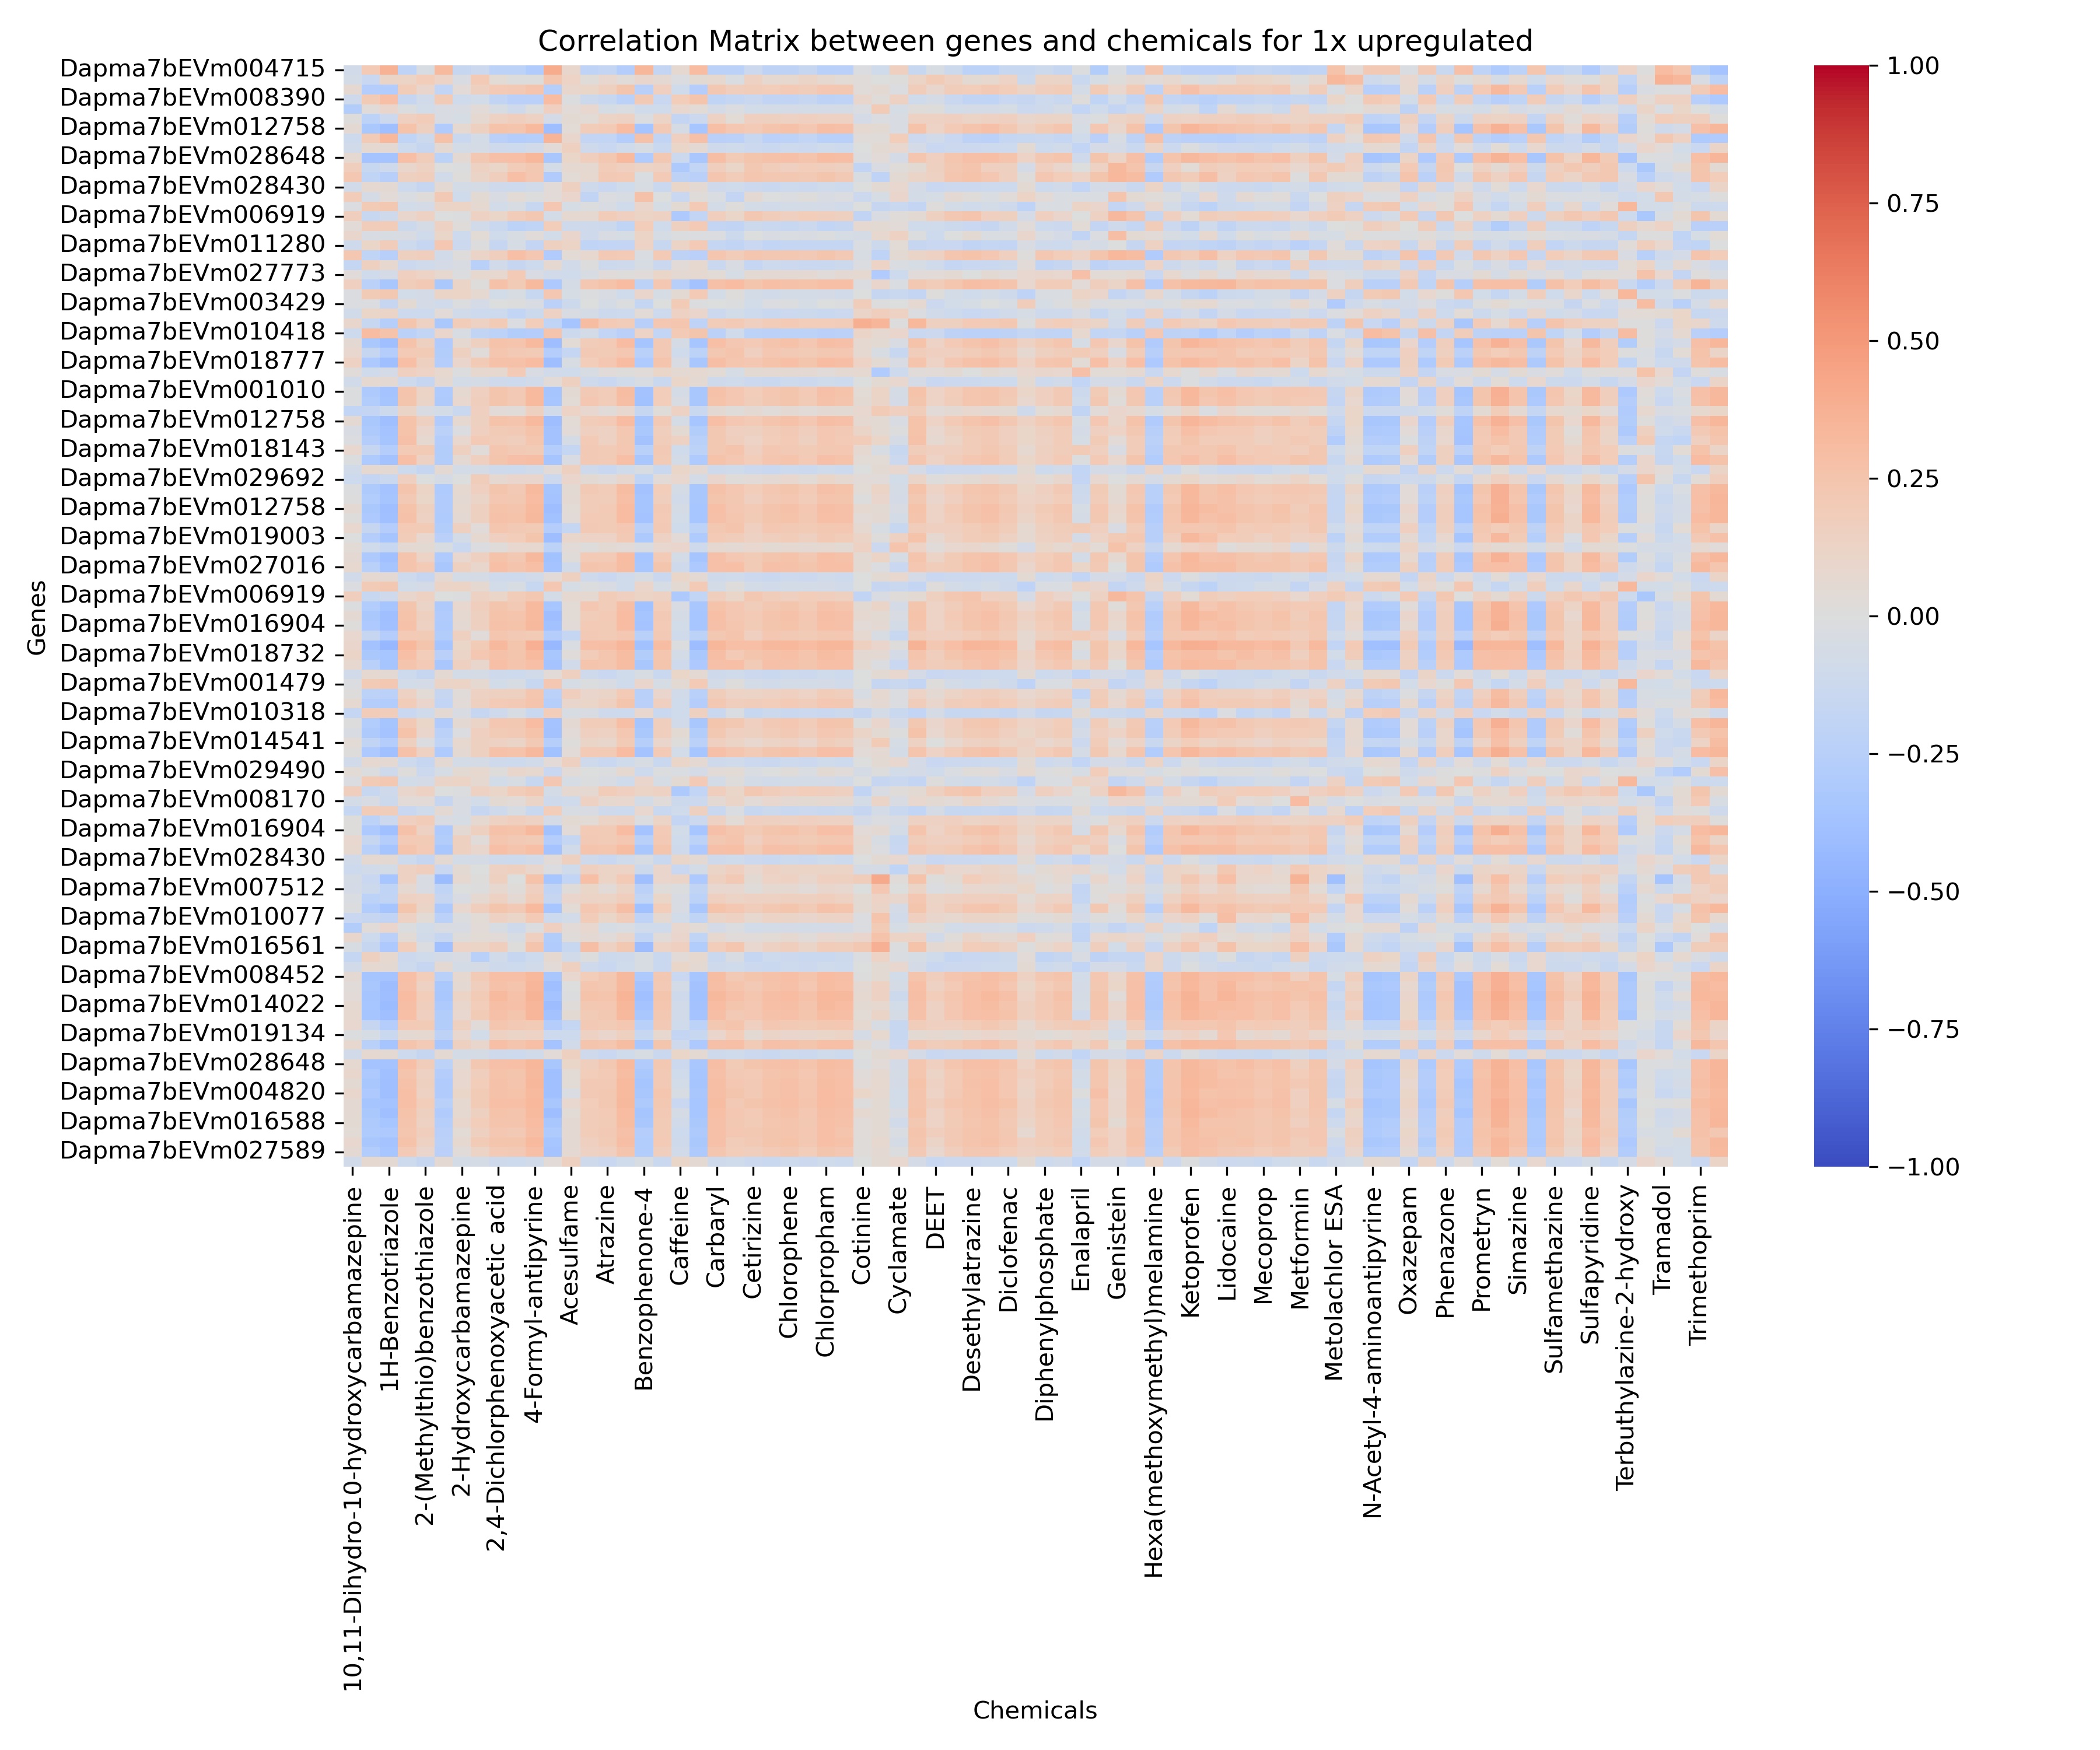 Correlation Matrix between genes and chemicals for 1x upregulated
Genes
Dapma7bEVm004715
Dapma7bEVm008390
Dapma7bEVm012758
Dapma7bEVm028648
Dapma7bEVm028430
Dapma7bEVm006919
Dapma7bEVm011280
Dapma7bEVm027773
Dapma7bEVm003429
Dapma7bEVm010418
Dapma7bEVm018777
Dapma7bEVm001010
Dapma7bEVm012758
Dapma7bEVm018143
Dapma7bEVm029692
Dapma7bEVm012758
Dapma7bEVm019003
Dapma7bEVm027016
Dapma7bEVm006919
Dapma7bEVm016904
Dapma7bEVm018732
Dapma7bEVm001479
Dapma7bEVm010318
Dapma7bEVm014541
Dapma7bEVm029490
Dapma7bEVm008170
Dapma7bEVm016904
Dapma7bEVm028430
Dapma7bEVm007512
Dapma7bEVm010077
Dapma7bEVm016561
Dapma7bEVm008452
Dapma7bEVm014022
Dapma7bEVm019134
Dapma7bEVm028648
Dapma7bEVm004820
Dapma7bEVm016588
Dapma7bEVm027589
10,11-Dihydro-10-hydroxycarbamazepine
1H-Benzotriazole
2-(Methylthio)benzothiazole
2-Hydroxycarbamazepine
2,4-Dichlorphenoxyacetic acid
4-Formyl-antipyrine
Acesulfame
Atrazine
Benzophenone-4
Caffeine
Carbaryl
Cetirizine
Chlorophene
Chlorpropham
Cotinine
Cyclamate
DEET
Desethylatrazine
Diclofenac
Diphenylphosphate
Enalapril
Genistein
Hexa(methoxymethyl)melamine
Ketoprofen
Lidocaine
Mecoprop
Metformin
Metolachlor ESA
N-Acetyl-4-aminoantipyrine
Oxazepam
Phenazone
Prometryn
Simazine
Sulfamethazine
Sulfapyridine
Terbuthylazine-2-hydroxy
Tramadol
Trimethoprim
Chemicals
1.00
0.75
0.50
0.25
0.00
−0.25
−0.50
−0.75
−1.00